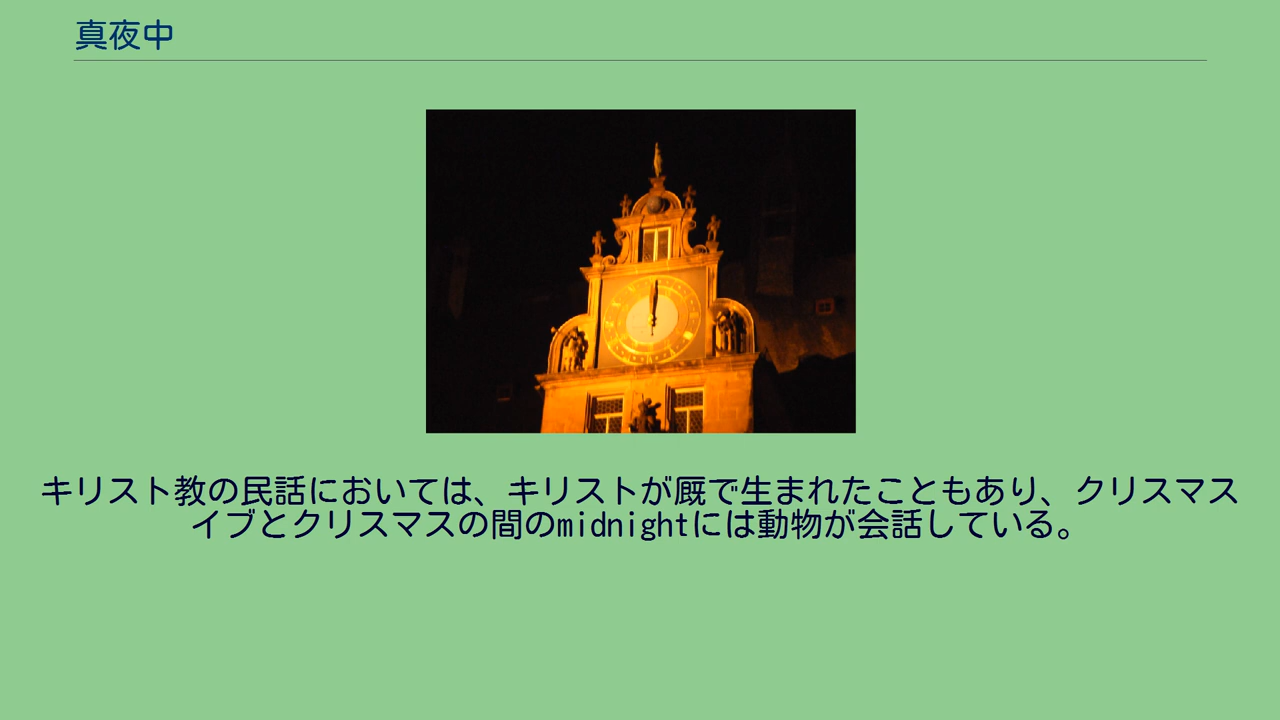 真夜中
キリスト教の民話においては、キリストが厩で生まれたこともあり、クリスマス
イブとクリスマスの間のmidnightには動物が会話している。